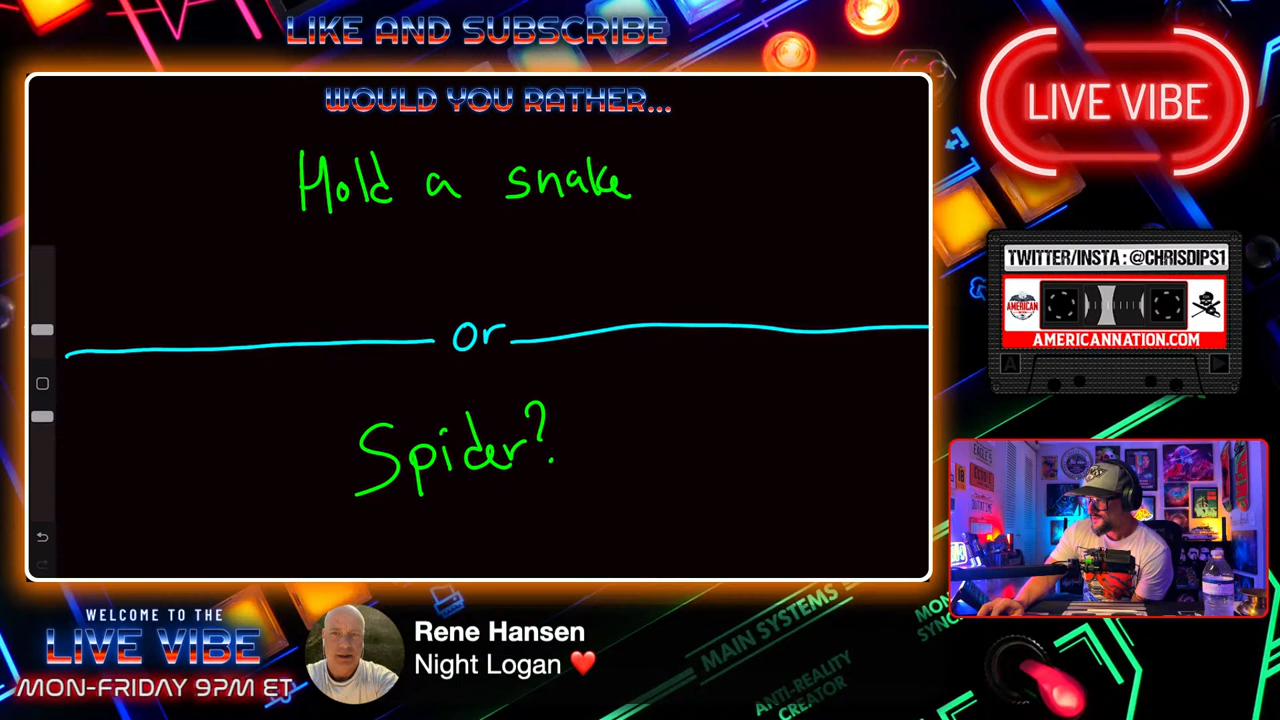 LIKE AND SUBSCRIBE
WOULD YOU RATHER...
Hold a snake
or
Spider?
LIVE VIBE
TWITTER/INSTA : @CHRISDIPS1
AMERICAN
AMERICANNATION.COM
A
WELCOME TO THE
LIVE VIBE
MON-FRIDAY 9PM ET
Rene Hansen
Night Logan ❤️
MAIN SYSTEMS
ANTI-REALITY
CREATOR